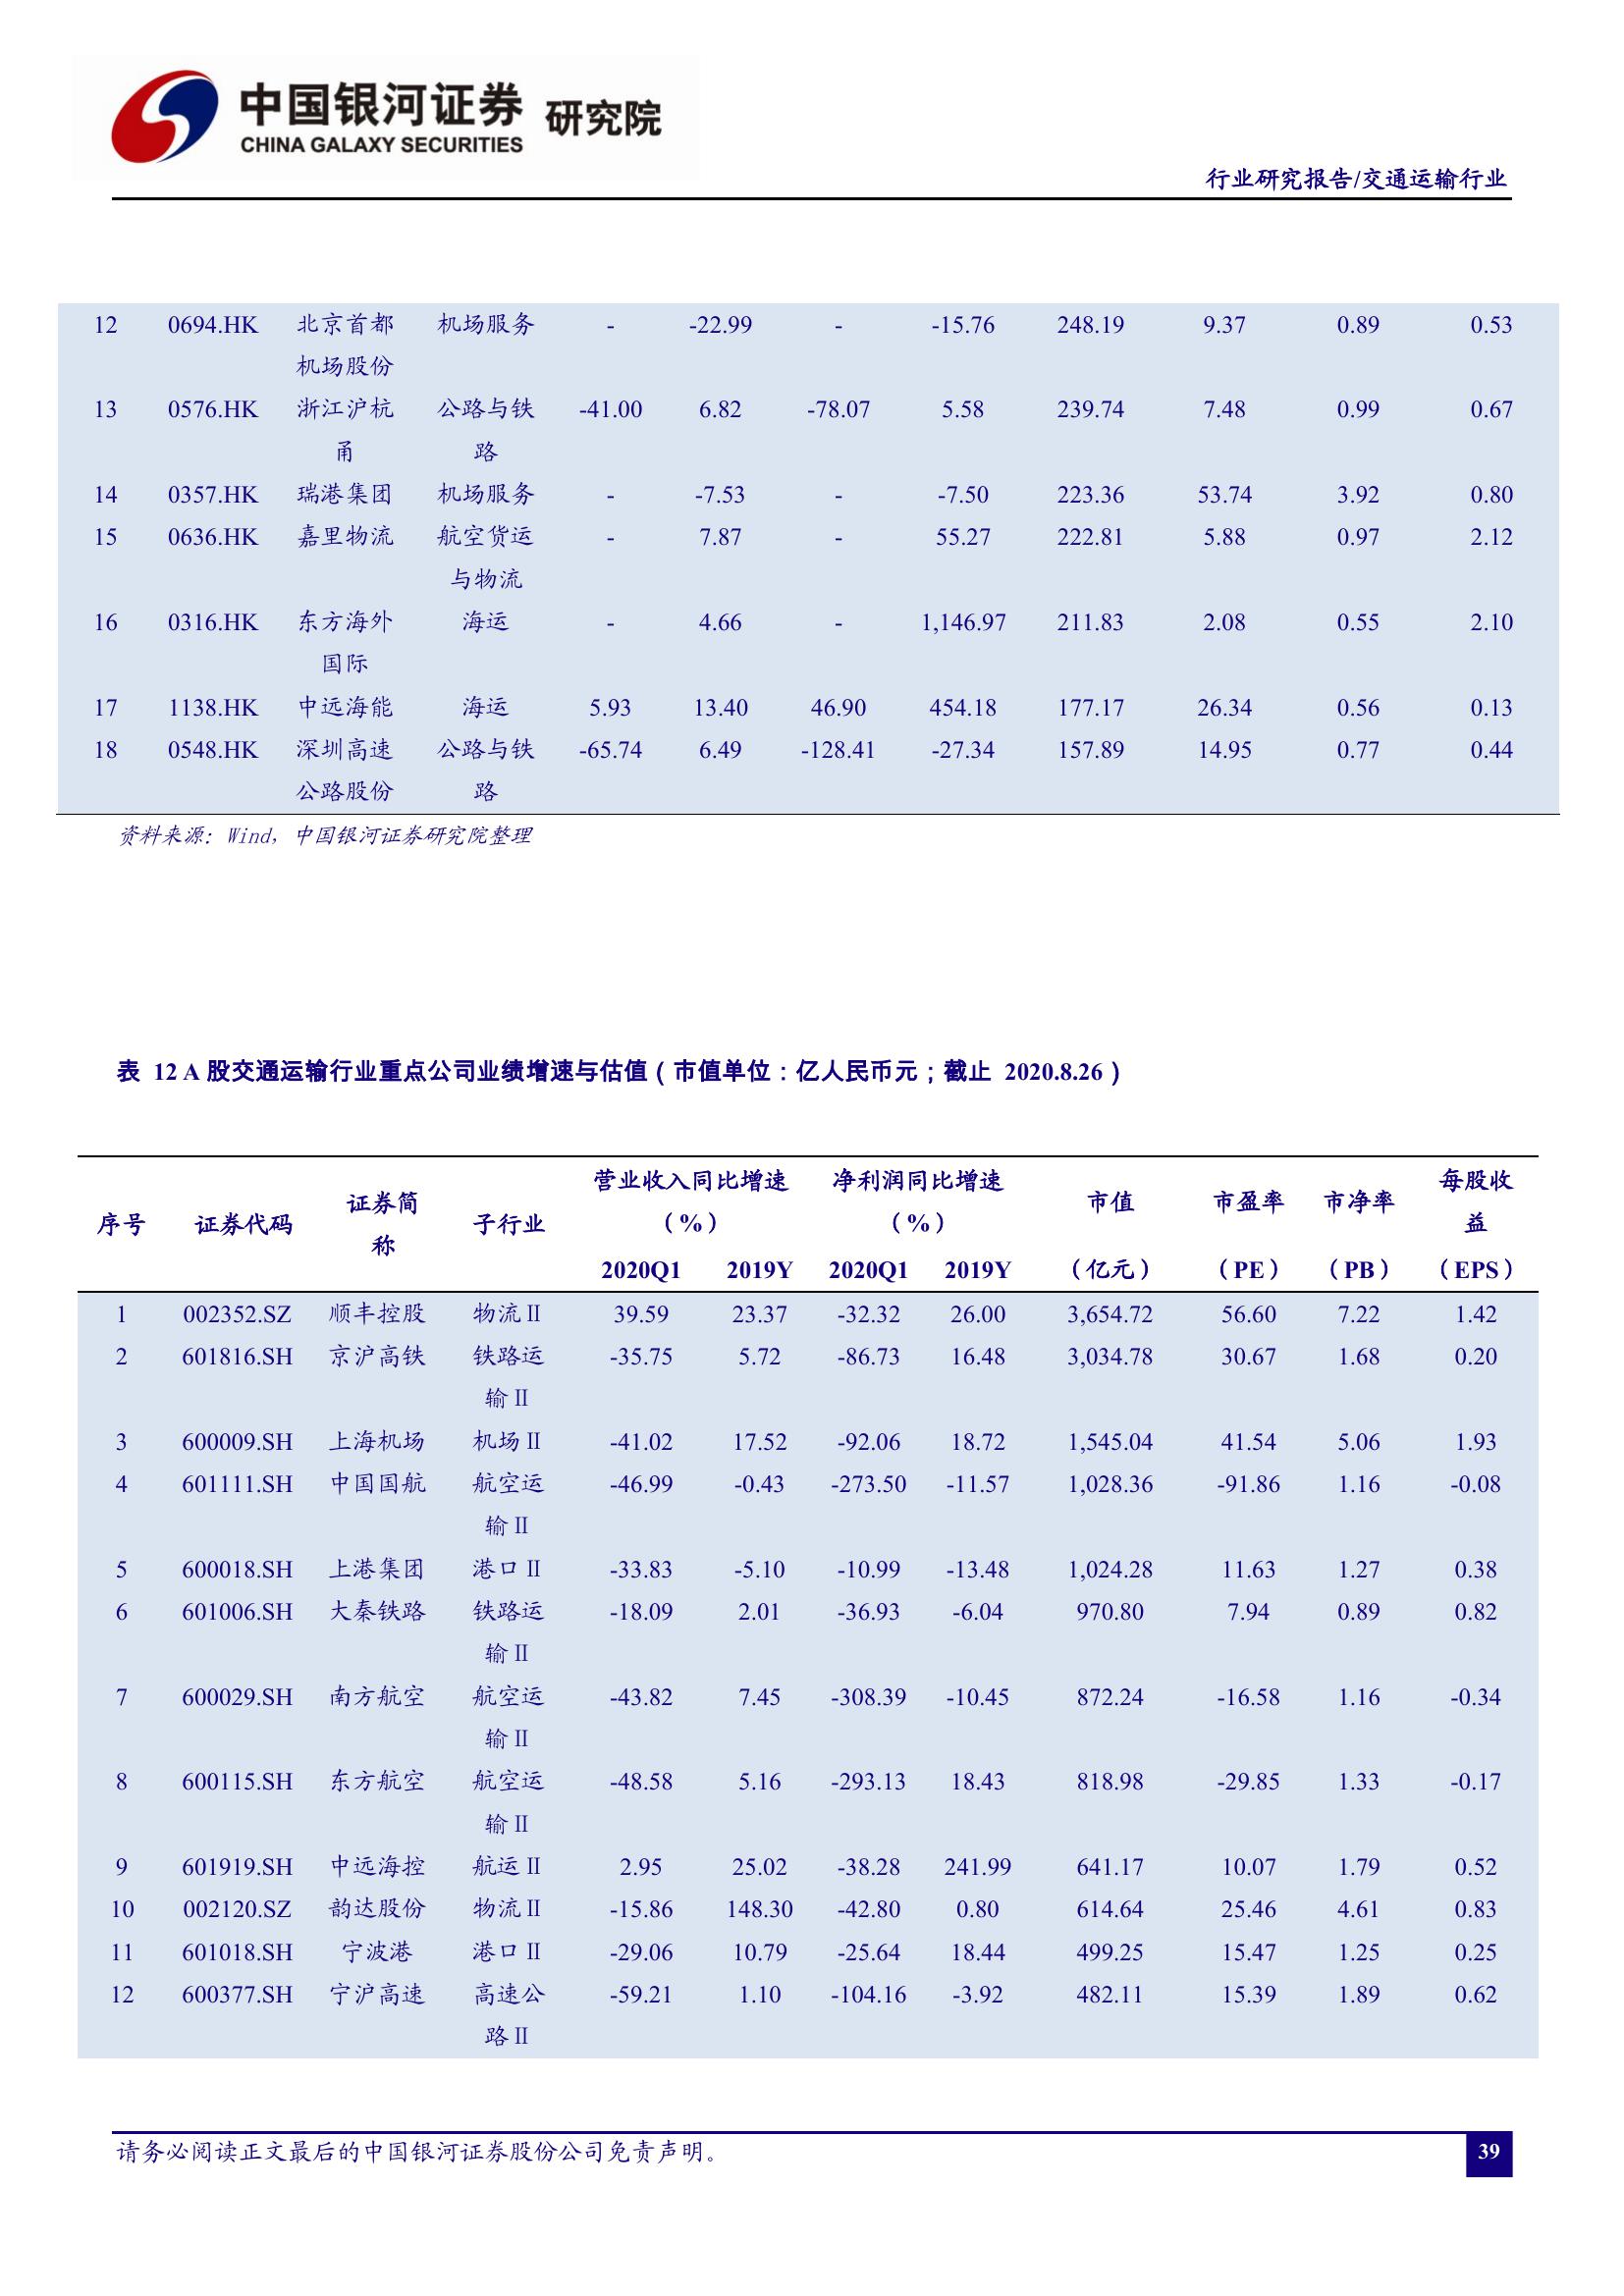 中国银河证券 研究院
CHINA GALAXY SECURITIES
行业研究报告/交通运输行业
12 0694.HK 北京首都 机场服务 - -22.99 - -15.76 248.19 9.37 0.89 0.53
机场股份
13 0576.HK 浙江沪杭 公路与铁 -41.00 6.82 -78.07 5.58 239.74 7.48 0.99 0.67
甬 路
14 0357.HK 瑞港集团 机场服务 - -7.53 - -7.50 223.36 53.74 3.92 0.80
15 0636.HK 嘉里物流 航空货运 - 7.87 - 55.27 222.81 5.88 0.97 2.12
与物流
16 0316.HK 东方海外 海运 - 4.66 - 1,146.97 211.83 2.08 0.55 2.10
国际
17 1138.HK 中远海能 海运 5.93 13.40 46.90 454.18 177.17 26.34 0.56 0.13
18 0548.HK 深圳高速 公路与铁 -65.74 6.49 -128.41 -27.34 157.89 14.95 0.77 0.44
公路股份 路
资料来源：Wind，中国银河证券研究院整理
表 12 A 股交通运输行业重点公司业绩增速与估值（市值单位：亿人民币元；截止 2020.8.26）
序号 证券代码 证券简 子行业 营业收入同比增速 净利润同比增速 市值 市盈率 市净率 每股收
称 （%） （%） 益
2020Q1 2019Y 2020Q1 2019Y （亿元） （PE） （PB） （EPS）
1 002352.SZ 顺丰控股 物流Ⅱ 39.59 23.37 -32.32 26.00 3,654.72 56.60 7.22 1.42
2 601816.SH 京沪高铁 铁路运 -35.75 5.72 -86.73 16.48 3,034.78 30.67 1.68 0.20
输Ⅱ
3 600009.SH 上海机场 机场Ⅱ -41.02 17.52 -92.06 18.72 1,545.04 41.54 5.06 1.93
4 601111.SH 中国国航 航空运 -46.99 -0.43 -273.50 -11.57 1,028.36 -91.86 1.16 -0.08
输Ⅱ
5 600018.SH 上港集团 港口Ⅱ -33.83 -5.10 -10.99 -13.48 1,024.28 11.63 1.27 0.38
6 601006.SH 大秦铁路 铁路运 -18.09 2.01 -36.93 -6.04 970.80 7.94 0.89 0.82
输Ⅱ
7 600029.SH 南方航空 航空运 -43.82 7.45 -308.39 -10.45 872.24 -16.58 1.16 -0.34
输Ⅱ
8 600115.SH 东方航空 航空运 -48.58 5.16 -293.13 18.43 818.98 -29.85 1.33 -0.17
输Ⅱ
9 601919.SH 中远海控 航运Ⅱ 2.95 25.02 -38.28 241.99 641.17 10.07 1.79 0.52
10 002120.SZ 韵达股份 物流Ⅱ -15.86 148.30 -42.80 0.80 614.64 25.46 4.61 0.83
11 601018.SH 宁波港 港口Ⅱ -29.06 10.79 -25.64 18.44 499.25 15.47 1.25 0.25
12 600377.SH 宁沪高速 高速公 -59.21 1.10 -104.16 -3.92 482.11 15.39 1.89 0.62
路Ⅱ
请务必阅读正文最后的中国银河证券股份公司免责声明。
39